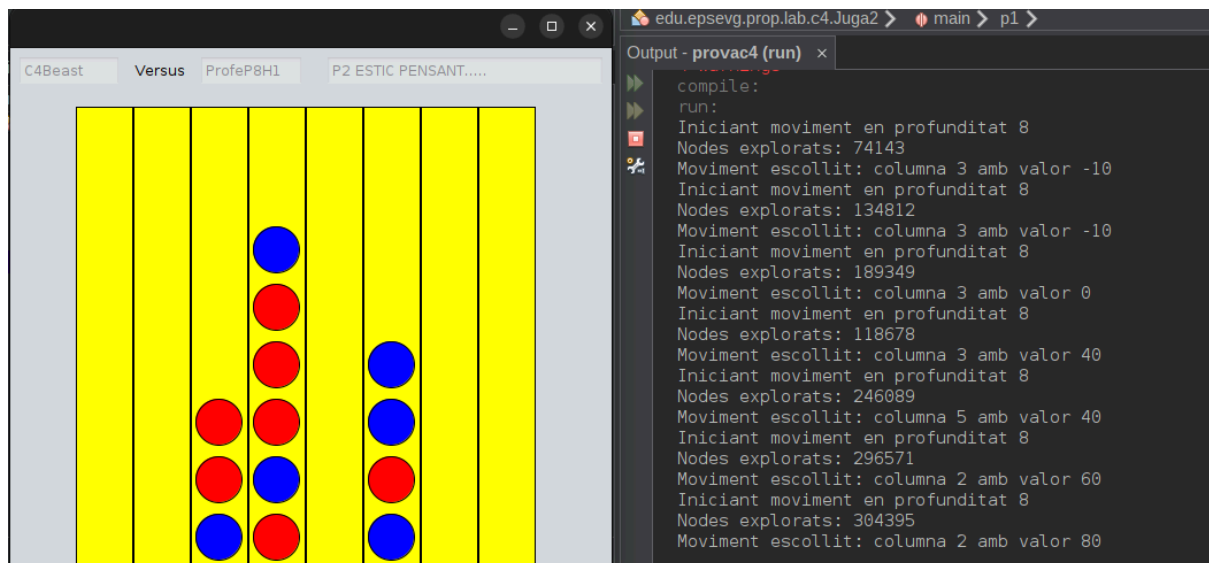 C4Beast Versus ProfeP8H1 P2 ESTIC PENSANT.....
edu.epsevg.prop.lab.c4.Juga2 main p1
Output - provac4 (run) ×
compile:
run:
Iniciant moviment en profunditat 8
Nodes explorats: 74143
Moviment escollit: columna 3 amb valor -10
Iniciant moviment en profunditat 8
Nodes explorats: 134812
Moviment escollit: columna 3 amb valor -10
Iniciant moviment en profunditat 8
Nodes explorats: 189349
Moviment escollit: columna 3 amb valor 0
Iniciant moviment en profunditat 8
Nodes explorats: 118678
Moviment escollit: columna 3 amb valor 40
Iniciant moviment en profunditat 8
Nodes explorats: 246089
Moviment escollit: columna 5 amb valor 40
Iniciant moviment en profunditat 8
Nodes explorats: 296571
Moviment escollit: columna 2 amb valor 60
Iniciant moviment en profunditat 8
Nodes explorats: 304395
Moviment escollit: columna 2 amb valor 80